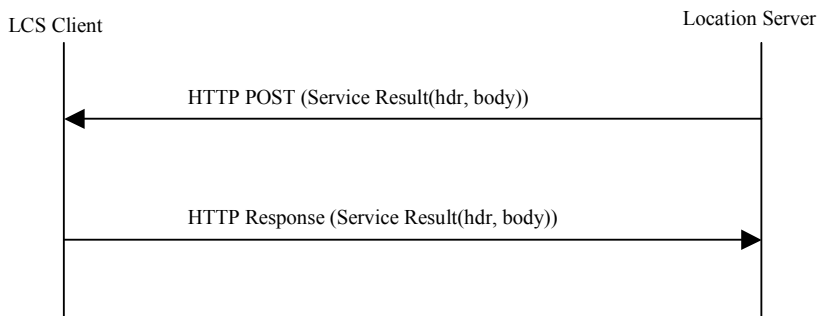 LCS Client
Location Server
HTTP POST (Service Result(hdr, body))
HTTP Response (Service Result(hdr, body))